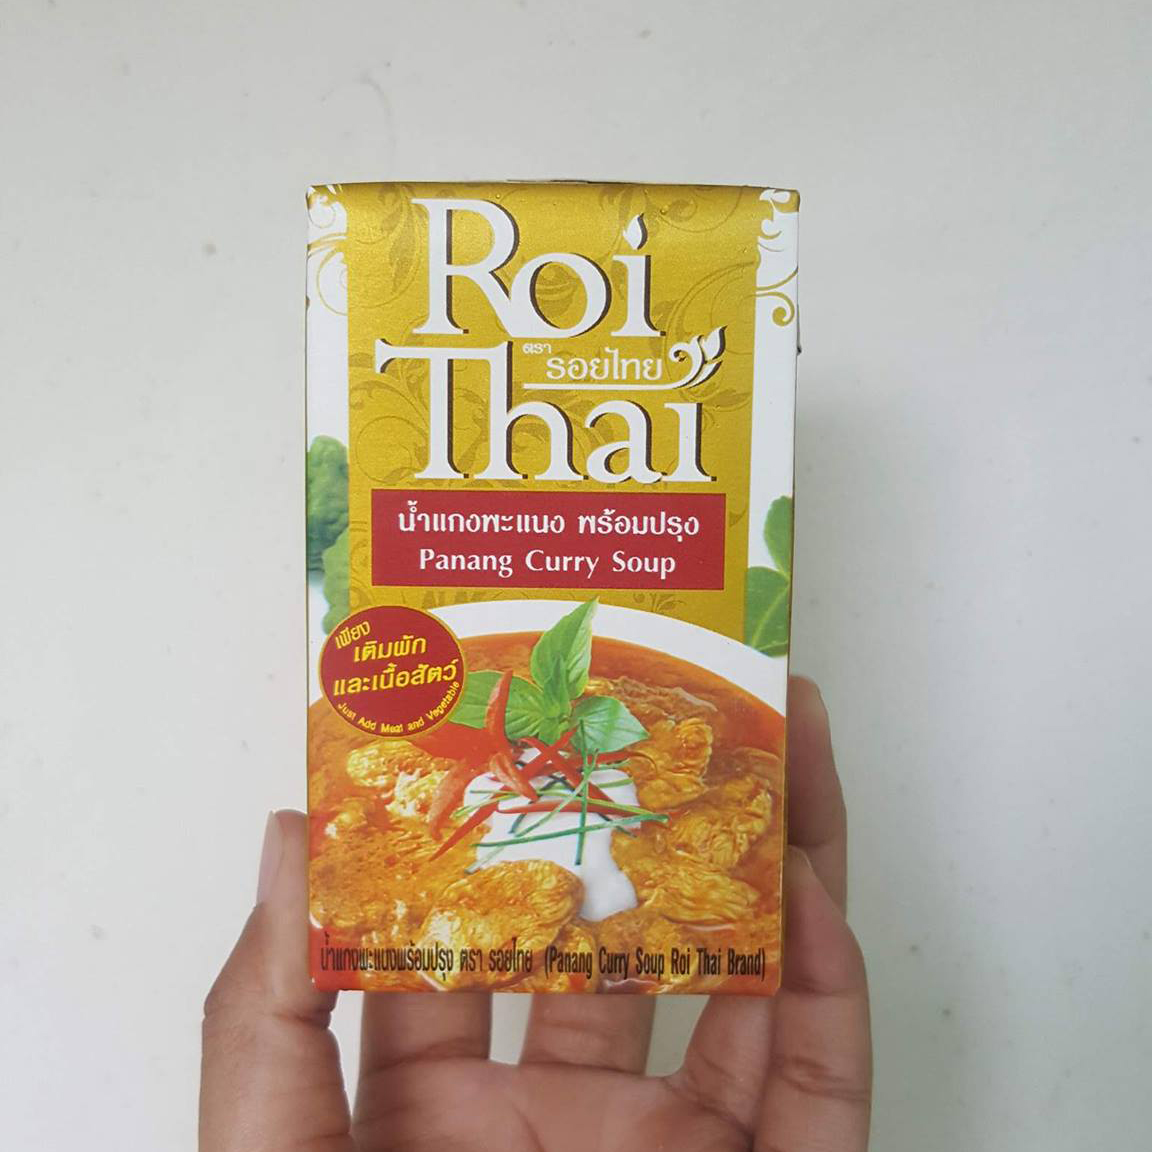 Roi
ตรา
รอยไทย
Thai
น้ำแกงพะแนง พร้อมปรุง
Panang Curry Soup
เพียง
เติมผัก
และเนื้อสัตว์
Just Add Meat and Vegetable
น้ำแกงพะแนงพร้อมปรุง ตรา รอยไทย (Panang Curry Soup Roi Thai Brand)